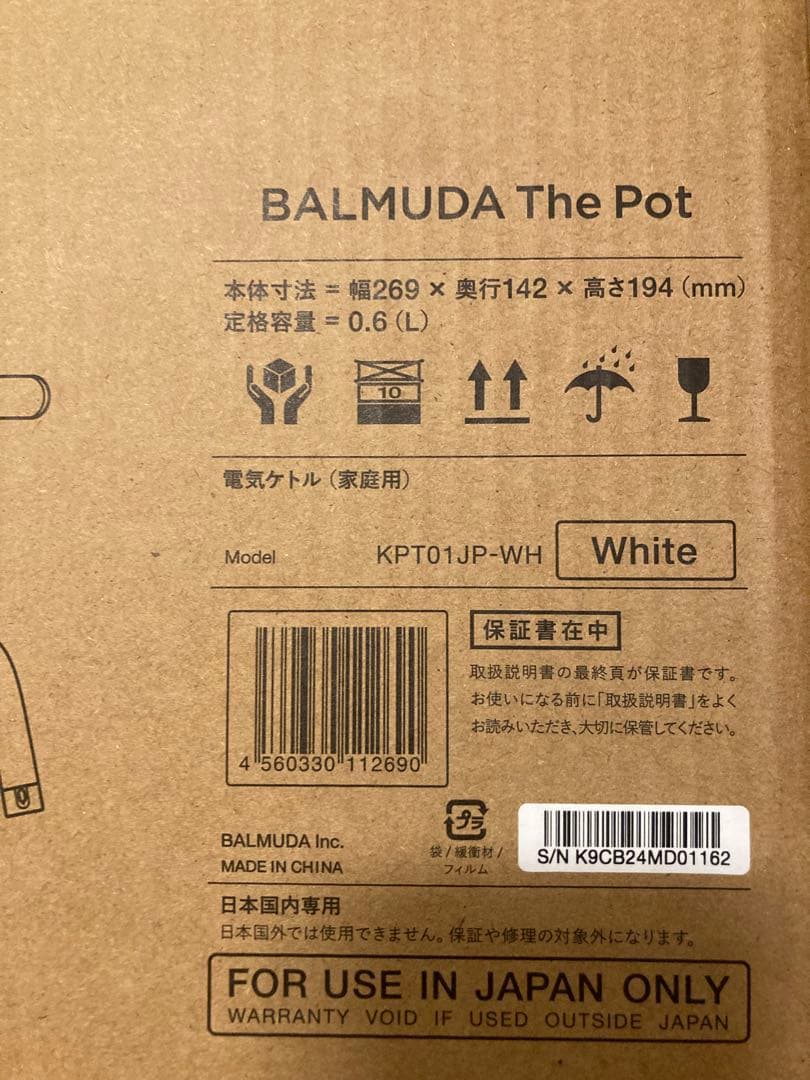 BALMUDA The Pot
本体寸法 = 幅269 × 奥行142 × 高さ194（mm）
定格容量 = 0.6（L）
10
電気ケトル（家庭用）
Model KPT01JP-WH White
保証書在中
取扱説明書の最終頁が保証書です。
お使いになる前に「取扱説明書」をよく
お読みいただき、大切に保管してください。
4 560330 112690
プラ
袋 / 緩衝材 /
フィルム
BALMUDA Inc.
MADE IN CHINA
S/N K9CB24MD01162
日本国内専用
日本国外では使用できません。保証や修理の対象外になります。
FOR USE IN JAPAN ONLY
WARRANTY VOID IF USED OUTSIDE JAPAN